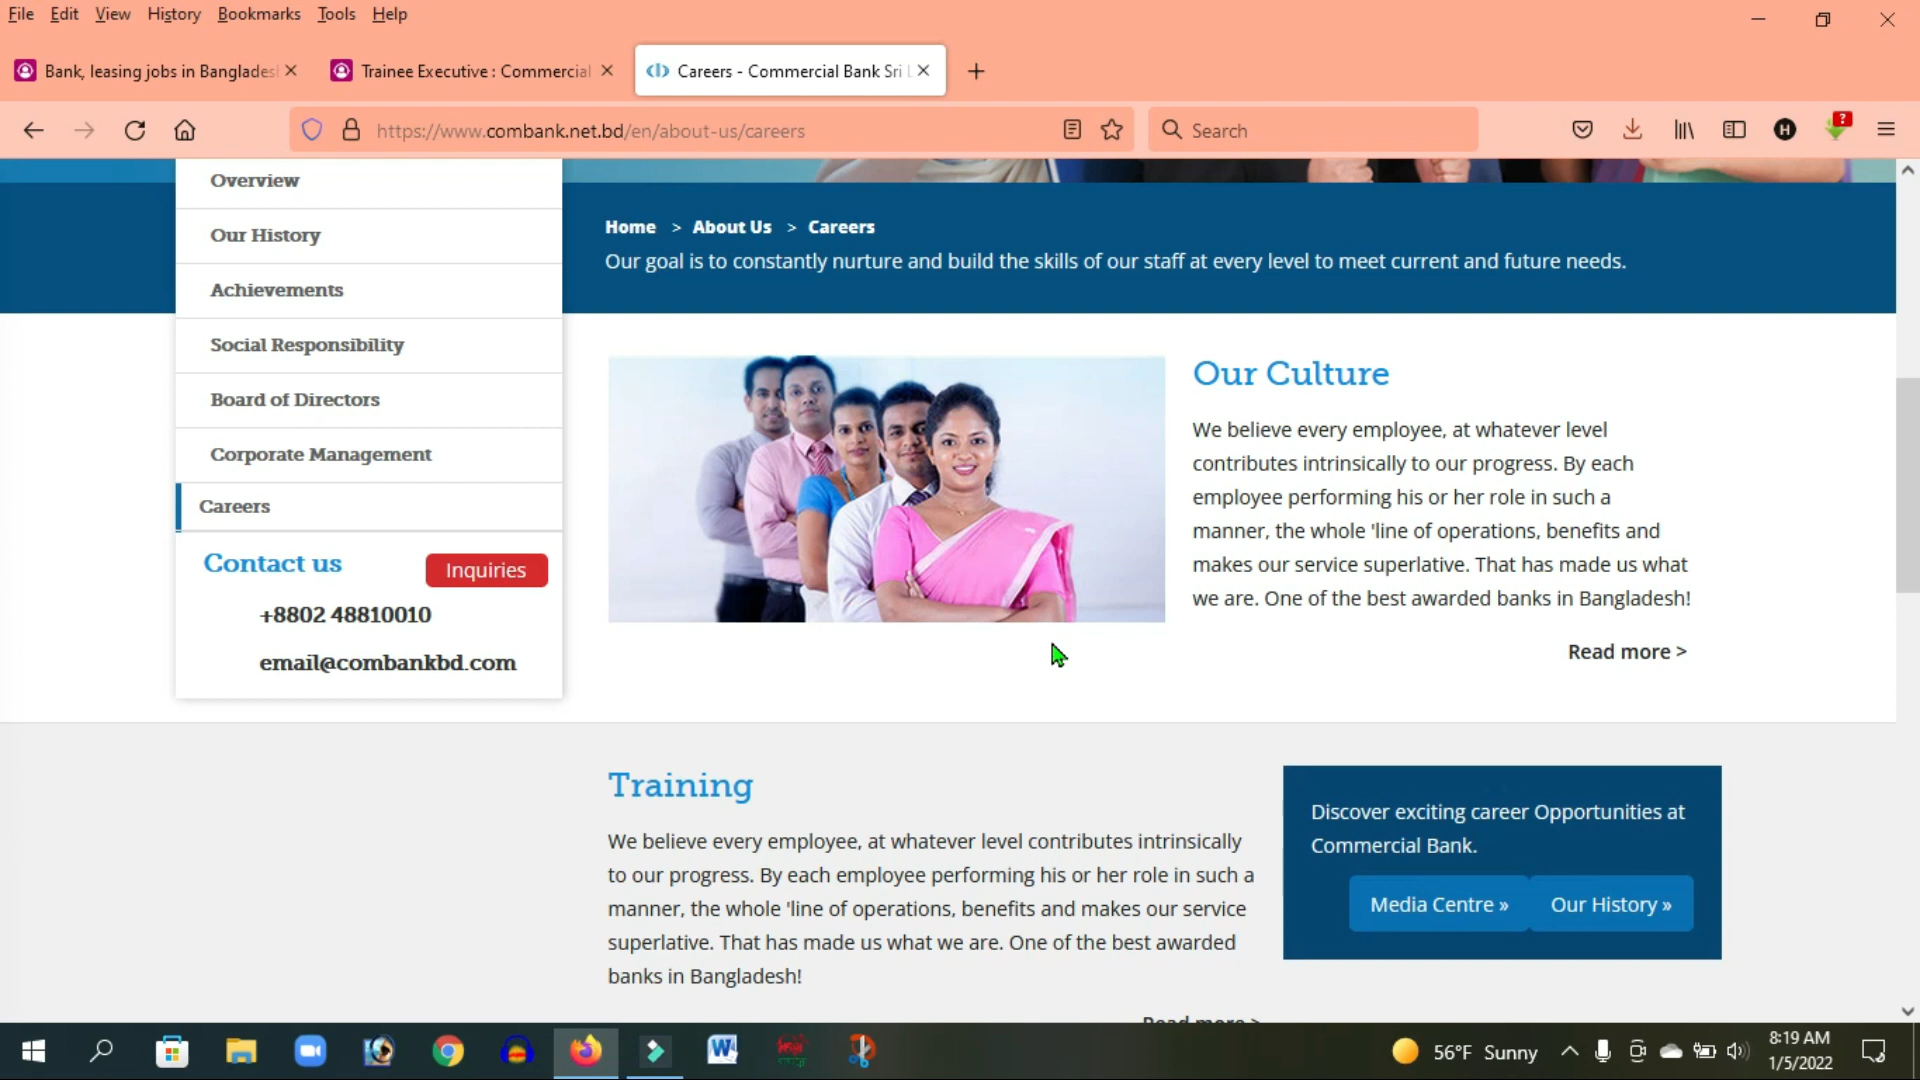 File Edit View History Bookmarks Tools Help
Bank, leasing jobs in Banglades
Trainee Executive : Commercial
Careers - Commercial Bank Sri L
https://www.combank.net.bd/en/about-us/careers
Search
Overview
Our History
Achievements
Social Responsibility
Board of Directors
Corporate Management
Careers
Contact us
Inquiries
+8802 48810010
email@combankbd.com
Home > About Us > Careers
Our goal is to constantly nurture and build the skills of our staff at every level to meet current and future needs.
Our Culture
We believe every employee, at whatever level
contributes intrinsically to our progress. By each
employee performing his or her role in such a
manner, the whole 'line of operations, benefits and
makes our service superlative. That has made us what
we are. One of the best awarded banks in Bangladesh!
Read more >
Training
We believe every employee, at whatever level contributes intrinsically
to our progress. By each employee performing his or her role in such a
manner, the whole 'line of operations, benefits and makes our service
superlative. That has made us what we are. One of the best awarded
banks in Bangladesh!
Read more >
Discover exciting career Opportunities at
Commercial Bank.
Media Centre »
Our History »
56°F Sunny
8:19 AM
1/5/2022